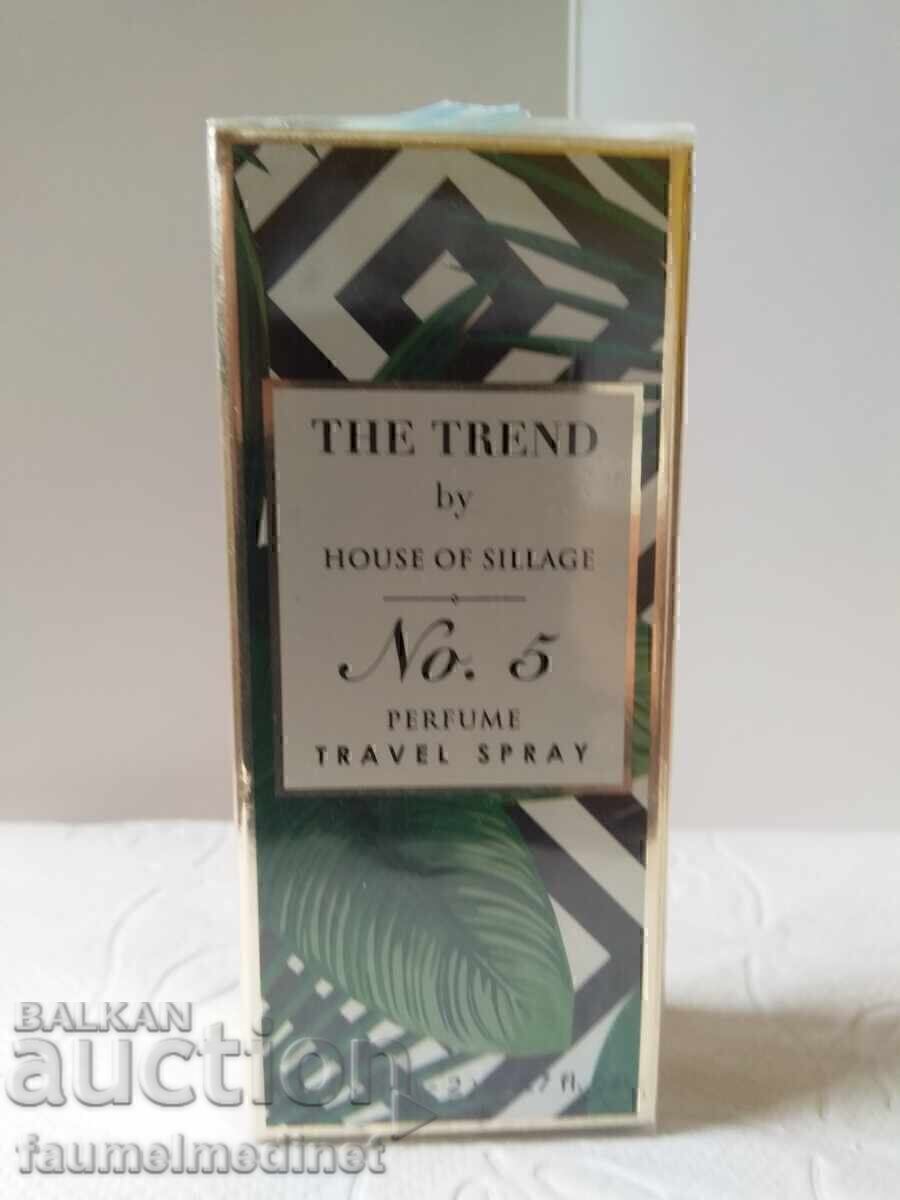 THE TREND
by
HOUSE OF SILLAGE
No. 5
PERFUME
TRAVEL SPRAY
BALKAN
auction
faumelmedinet